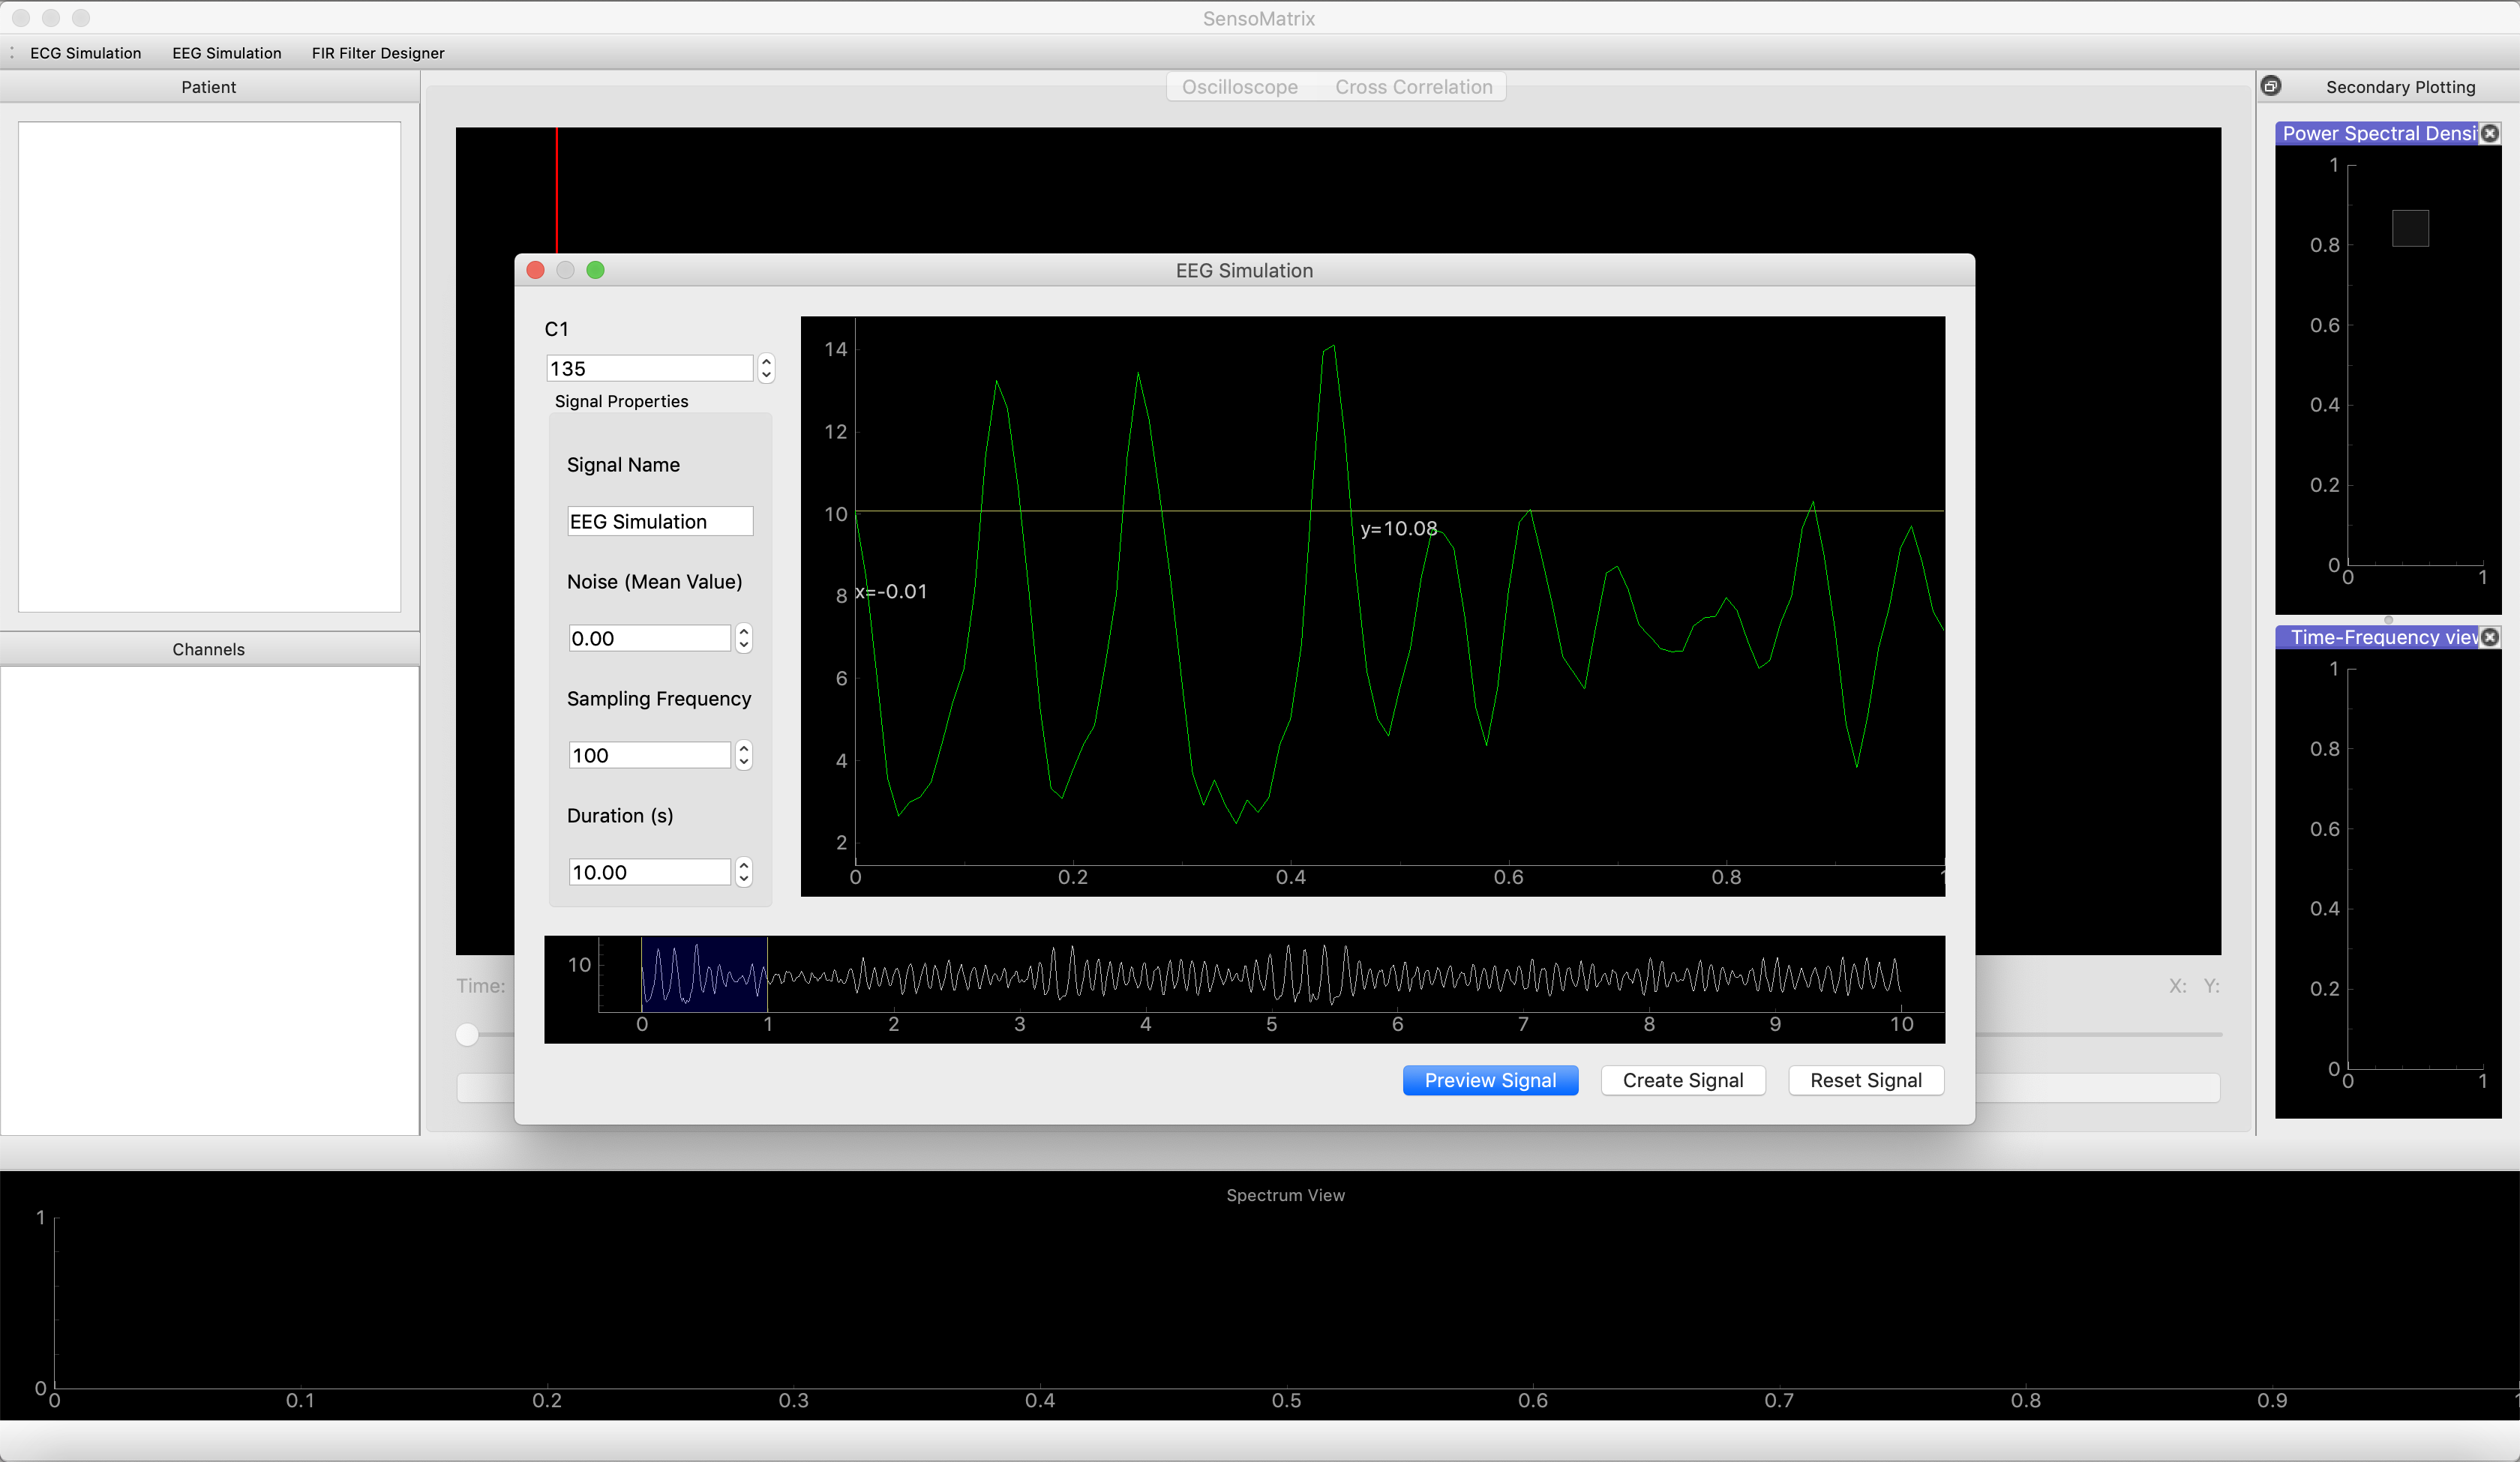 SensoMatrix
ECG Simulation EEG Simulation FIR Filter Designer
Patient
Channels
Oscilloscope Cross Correlation
Time:
X: Y:
EEG Simulation
C1
135
Signal Properties
Signal Name
EEG Simulation
Noise (Mean Value)
0.00
Sampling Frequency
100
Duration (s)
10.00
14
12
10
8
6
4
2
x=-0.01
y=10.08
0 0.2 0.4 0.6 0.8 1
10
0 1 2 3 4 5 6 7 8 9 10
Preview Signal Create Signal Reset Signal
Secondary Plotting
Power Spectral Densi
1
0.8
0.6
0.4
0.2
0
0 1
Time-Frequency view
1
0.8
0.6
0.4
0.2
0
0 1
Spectrum View
1
0
0 0.1 0.2 0.3 0.4 0.5 0.6 0.7 0.8 0.9 1